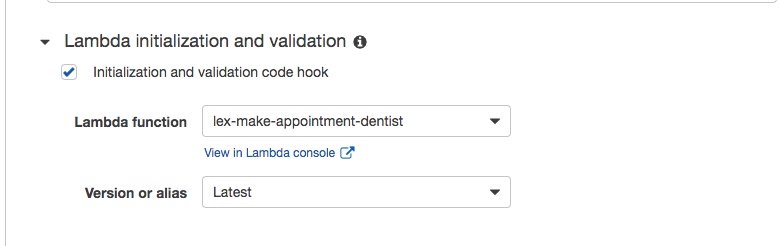 Lambda initialization and validation
Initialization and validation code hook
Lambda function lex-make-appointment-dentist
View in Lambda console
Version or alias Latest